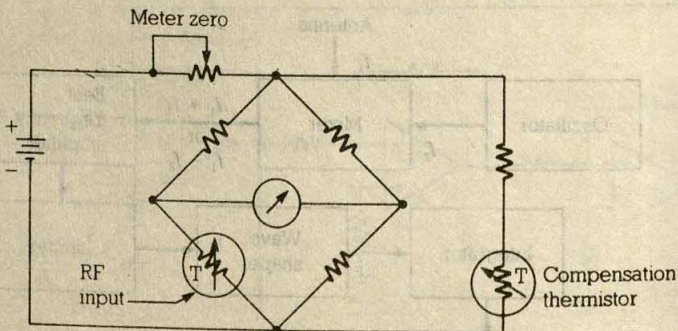 Meter zero
+
-
RF
input
T
T
Compensation
thermistor